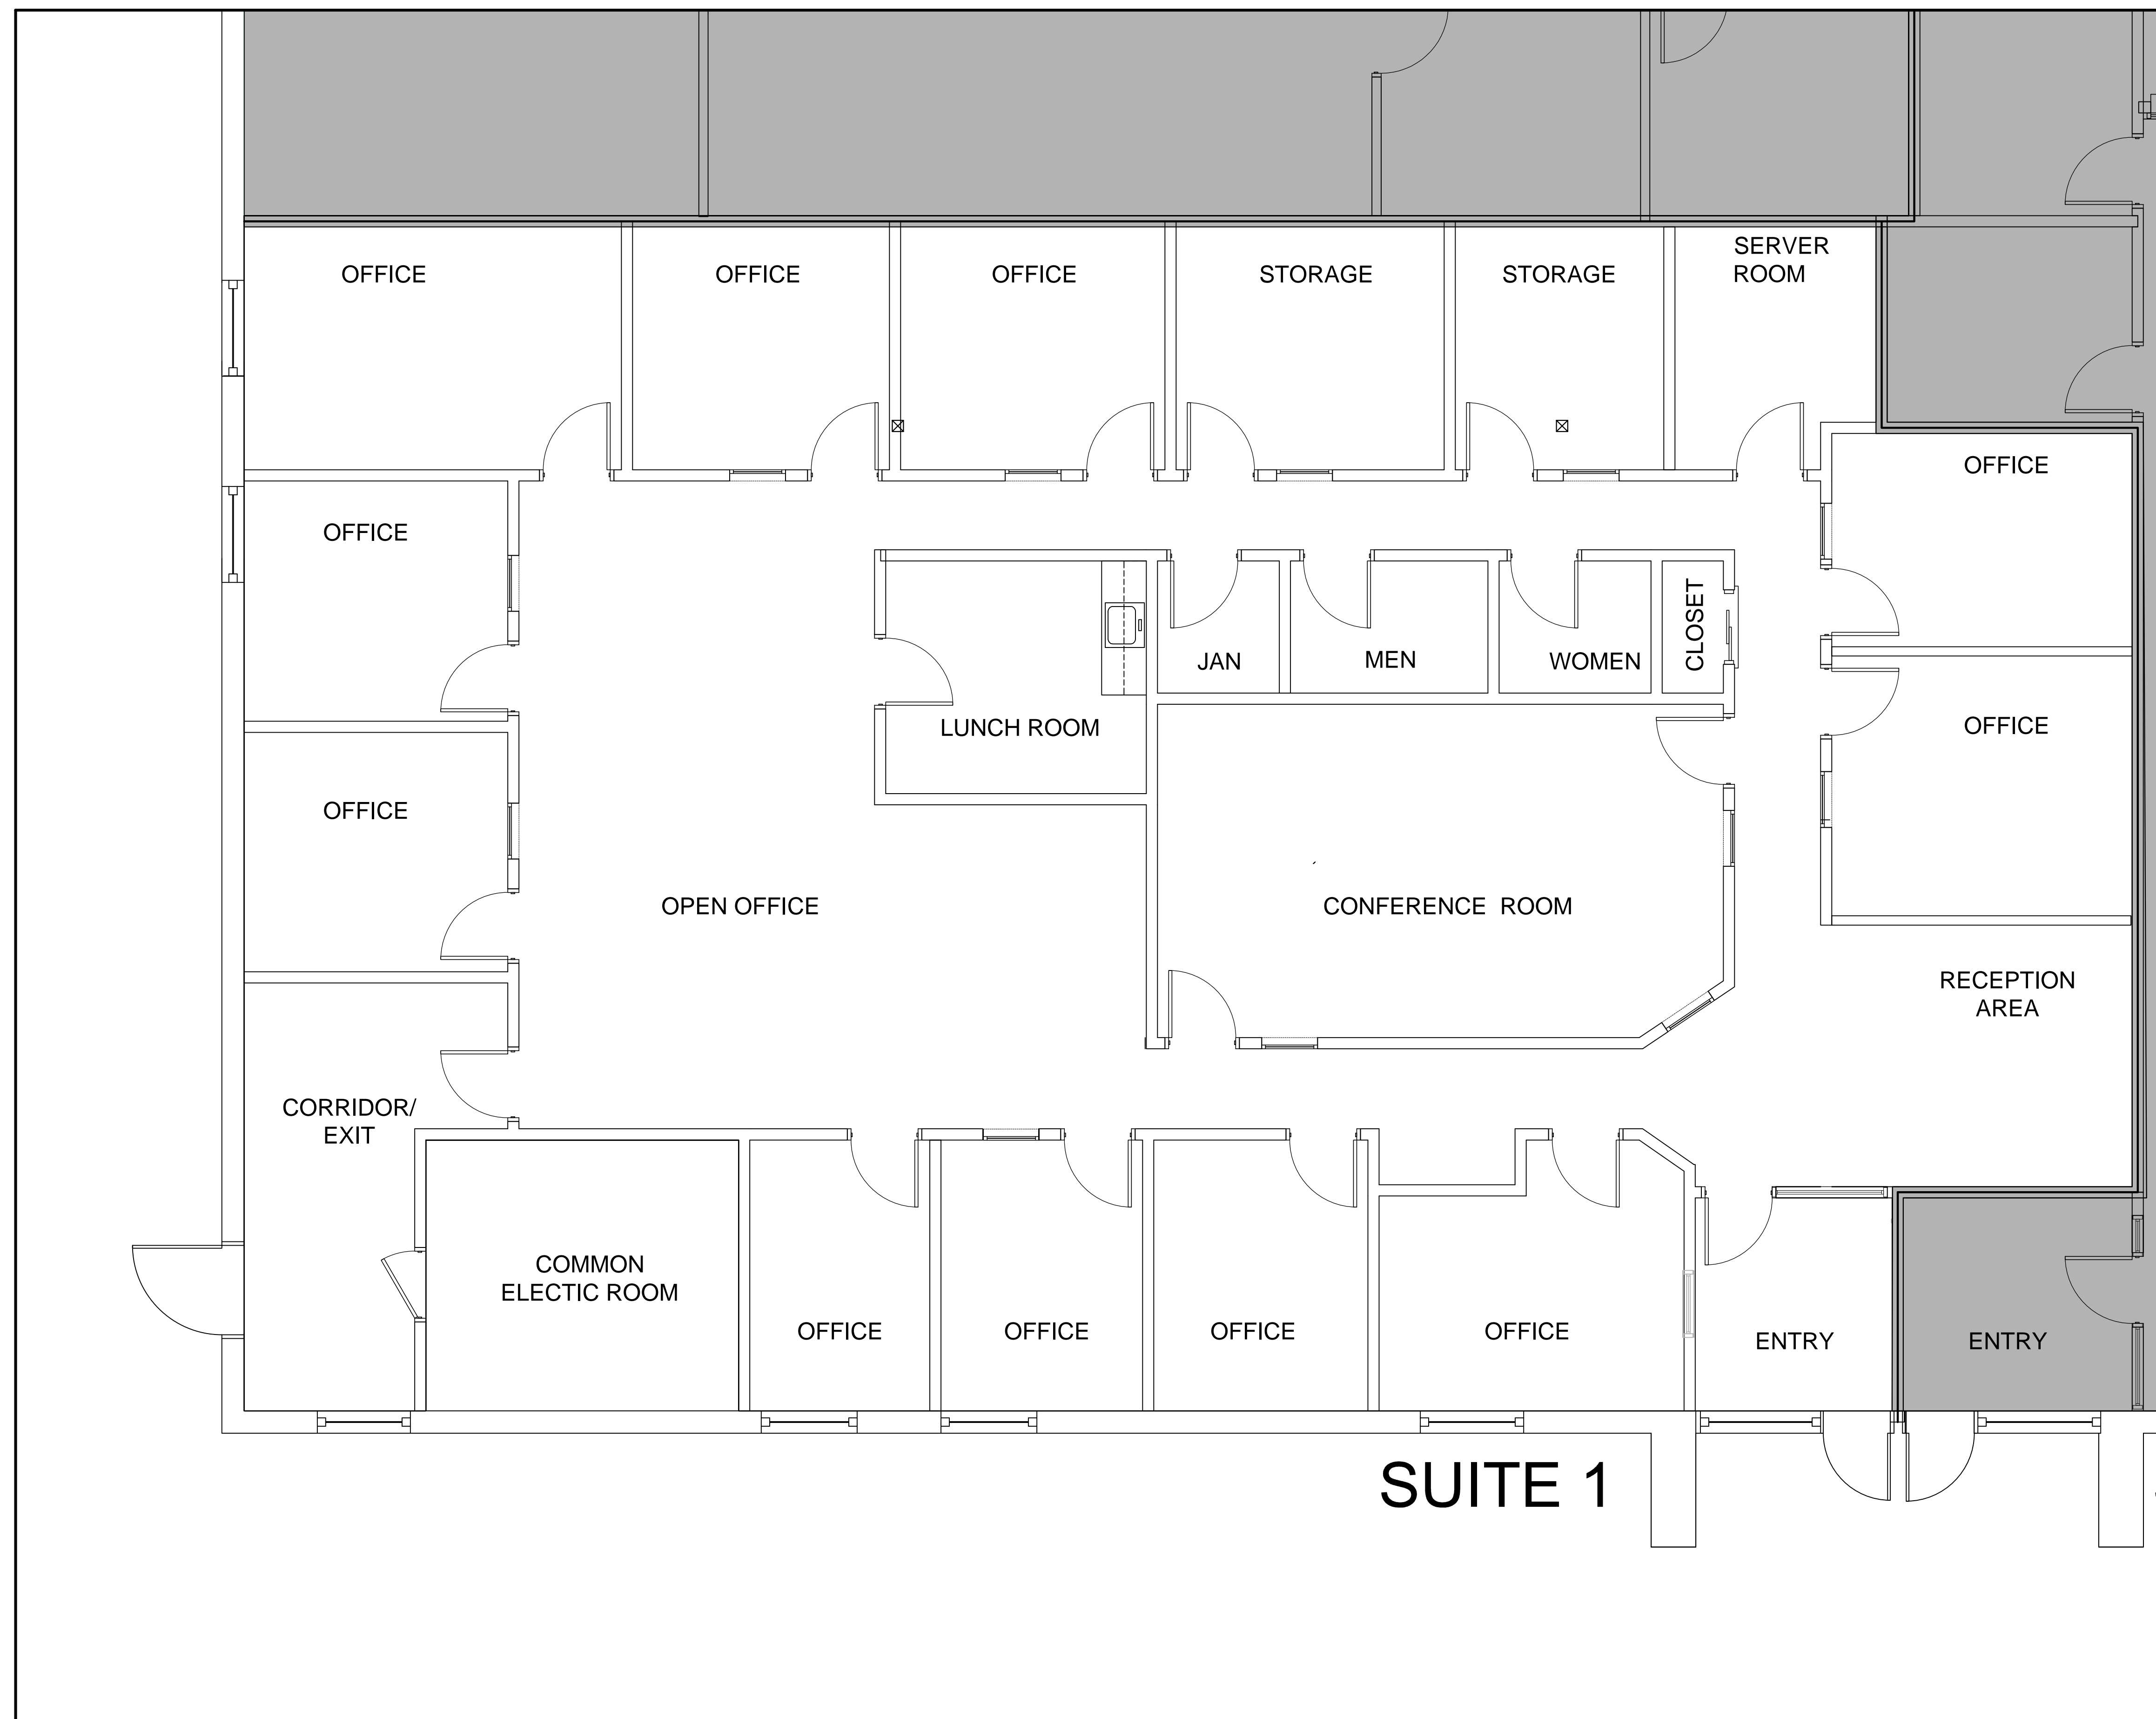 OFFICE
OFFICE
OFFICE
STORAGE
STORAGE
SERVER
ROOM
OFFICE
OFFICE
CLOSET
JAN
MEN
WOMEN
LUNCH ROOM
OFFICE
OFFICE
OPEN OFFICE
CONFERENCE  ROOM
RECEPTION
AREA
CORRIDOR/
EXIT
COMMON
ELECTIC ROOM
OFFICE
OFFICE
OFFICE
OFFICE
ENTRY
ENTRY
SUITE 1